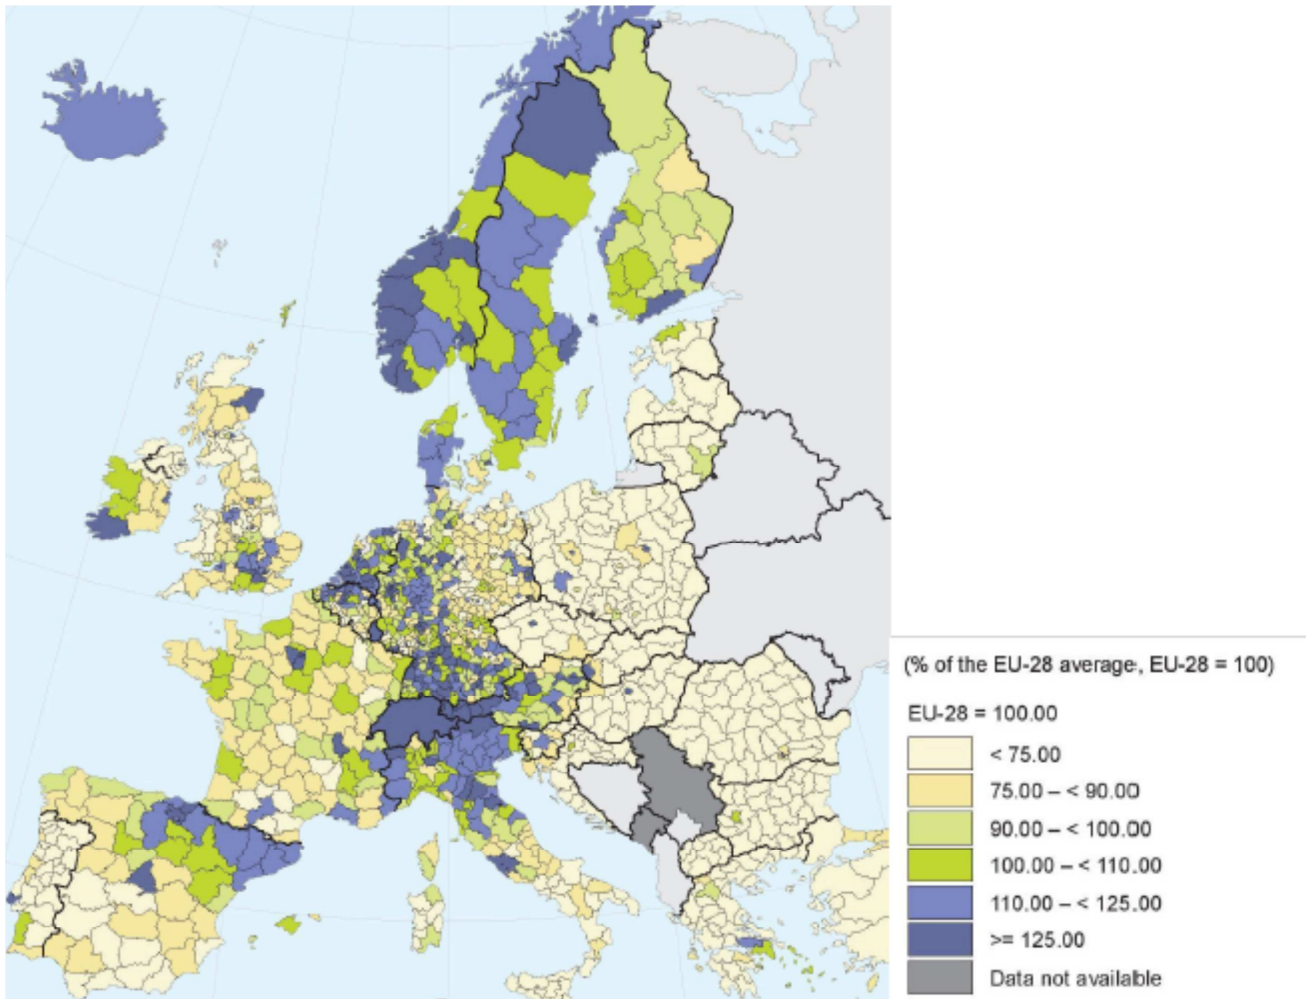 (% of the EU-28 average, EU-28 = 100)
EU-28 = 100.00
< 75.00
75.00 – < 90.00
90.00 – < 100.00
100.00 – < 110.00
110.00 – < 125.00
>= 125.00
Data not available